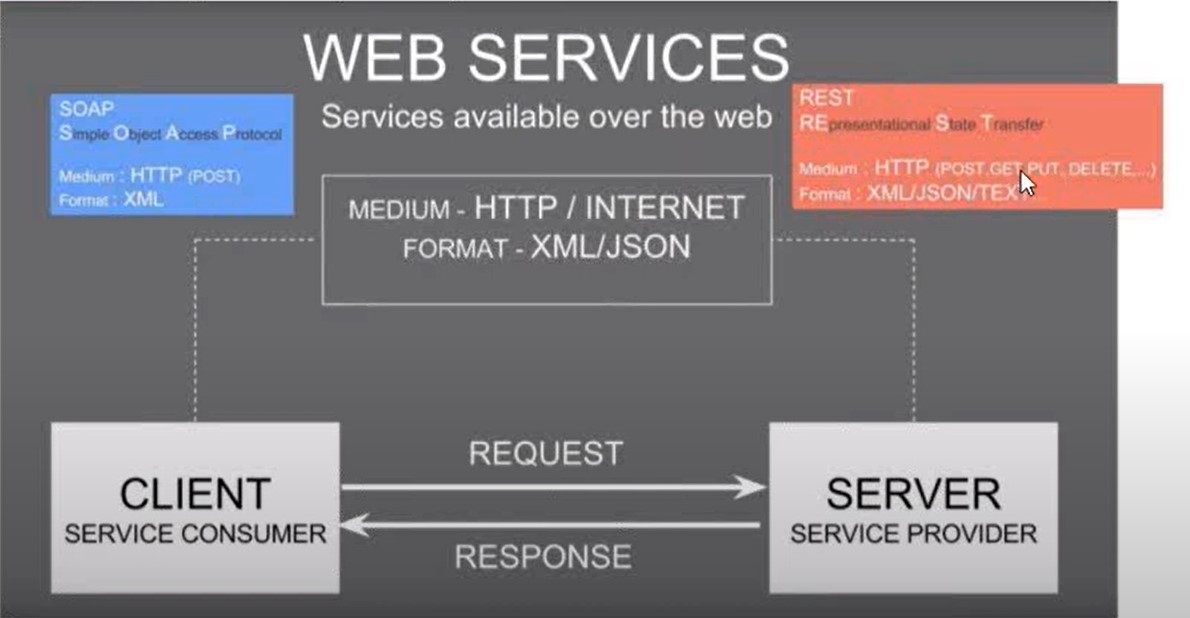 WEB SERVICES
Services available over the web
SOAP
Simple Object Access Protocol
Medium : HTTP (POST)
Format : XML
REST
REpresentational State Transfer
Medium : HTTP (POST,GET,PUT, DELETE,...)
Format : XML/JSON/TEXT
MEDIUM - HTTP / INTERNET
FORMAT - XML/JSON
REQUEST
CLIENT
SERVICE CONSUMER
SERVER
SERVICE PROVIDER
RESPONSE